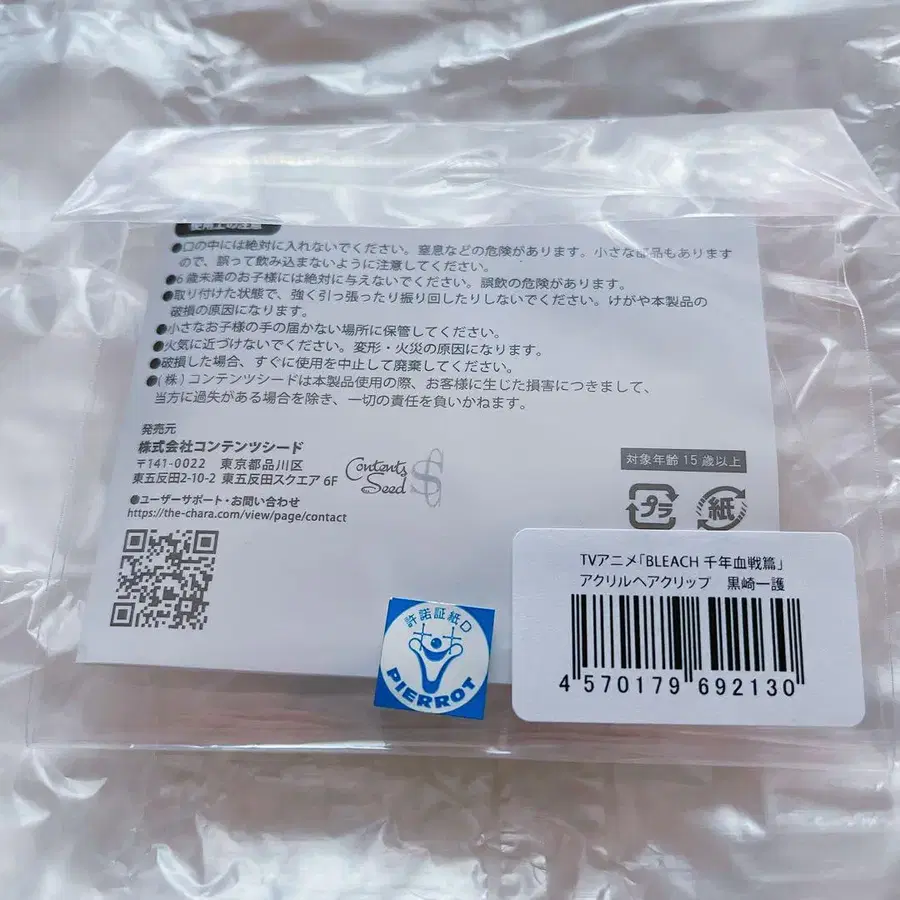 使用上の注意
●口の中には絶対に入れないでください。窒息などの危険があります。小さな部品もあります
ので、誤って飲み込まないように注意してください。
●6歳未満のお子様には絶対に与えないでください。誤飲の危険があります。
●取り付けた状態で、強く引っ張ったり振り回したりしないでください。けがや本製品の
破損の原因になります。
●小さなお子様の手の届かない場所に保管してください。
●火気に近づけないでください。変形・火災の原因になります。
●破損した場合、すぐに使用を中止して廃棄してください。
●(株)コンテンツシードは本製品使用の際、お客様に生じた損害につきまして、
当方に過失がある場合を除き、一切の責任を負いかねます。
発売元
株式会社コンテンツシード
〒141-0022 東京都品川区
東五反田2-10-2 東五反田スクエア 6F
Contents
Seed
●ユーザーサポート・お問い合わせ
https://the-chara.com/view/page/contact
対象年齢 15歳以上
プラ
紙
TVアニメ「BLEACH 千年血戦篇」
アクリルヘアクリップ 黒崎一護
4 570179 692130
許諾証紙D
PIERROT